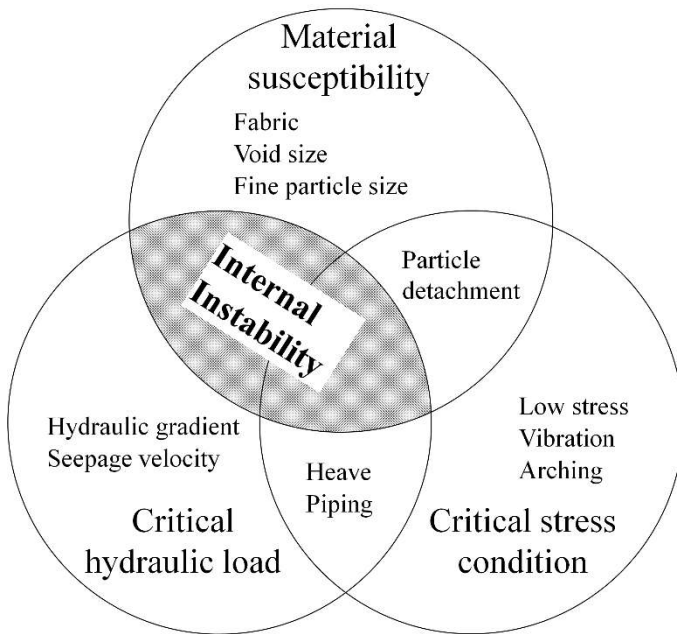 Material
susceptibility
Fabric
Void size
Fine particle size
Internal
Instability
Particle
detachment
Hydraulic gradient
Seepage velocity
Low stress
Vibration
Arching
Heave
Piping
Critical
hydraulic load
Critical stress
condition